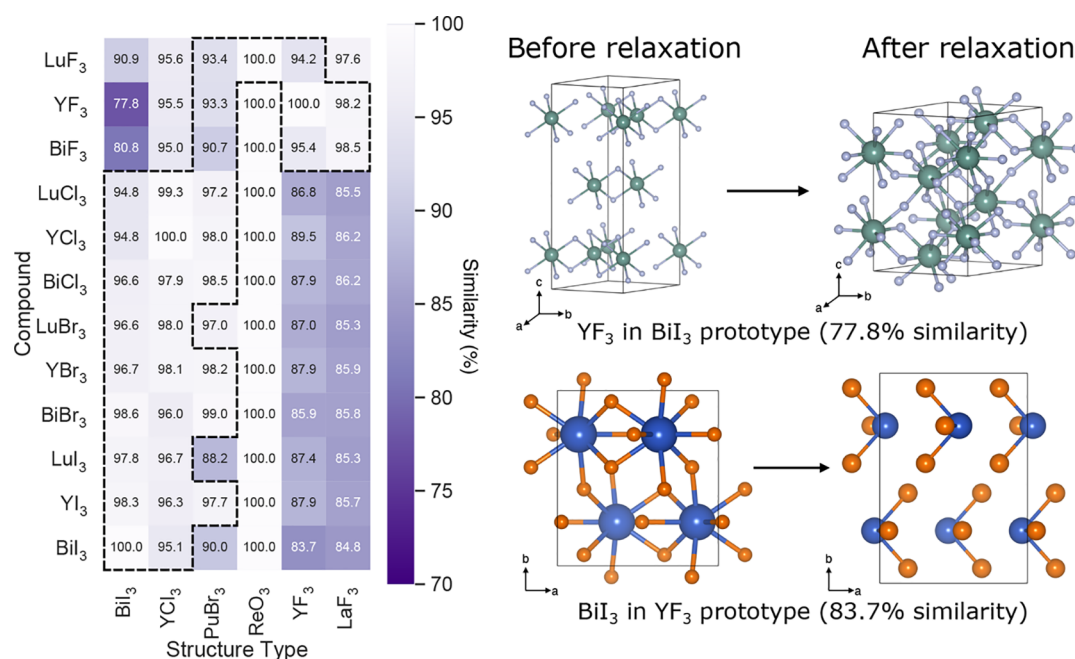 Before relaxation After relaxation
100
LuF3 90.9 95.6 93.4 100.0 94.2 97.6
YF3 77.8 95.5 93.3 100.0 100.0 98.2
95
BiF3 80.8 95.0 90.7 100.0 95.4 98.5
LuCl3 94.8 99.3 97.2 100.0 86.8 85.5
90
YCl3 94.8 100.0 98.0 100.0 89.5 86.2
BiCl3 96.6 97.9 98.5 100.0 87.9 86.2
85
LuBr3 96.6 98.0 97.0 100.0 87.0 85.3
YBr3 96.7 98.1 98.2 100.0 87.9 85.9
80
BiBr3 98.6 96.0 99.0 100.0 85.9 85.8
LuI3 97.8 96.7 88.2 100.0 87.4 85.3
75
YI3 98.3 96.3 97.7 100.0 87.9 85.7
BiI3 100.0 95.1 90.0 100.0 83.7 84.8
70
Compound
Similarity (%)
BiI3 YCl3 PuBr3 ReO3 YF3 LaF3
Structure Type
c
a b
c
a b
YF3 in BiI3 prototype (77.8% similarity)
b
a
b
a
BiI3 in YF3 prototype (83.7% similarity)